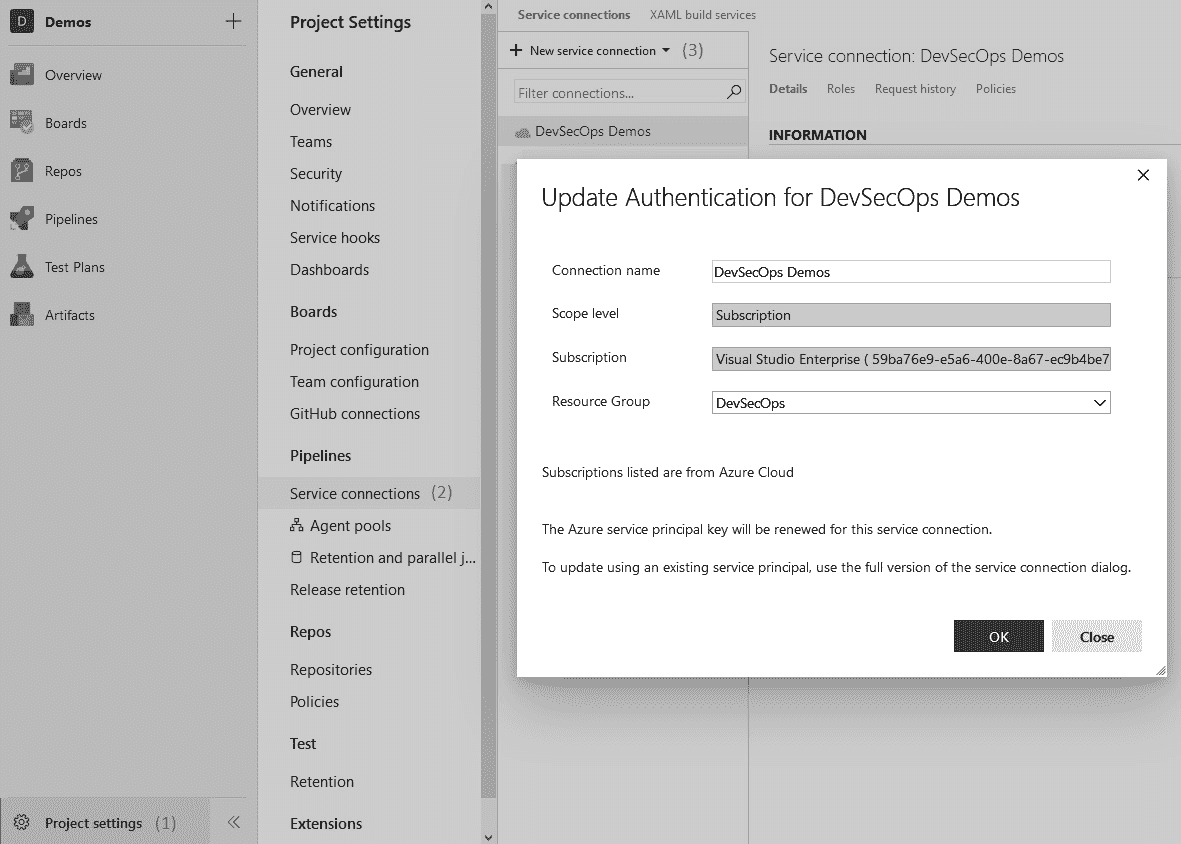 D Demos
Overview
Boards
Repos
Pipelines
Test Plans
Artifacts
Project settings (1)
Project Settings
General
Overview
Teams
Security
Notifications
Service hooks
Dashboards
Boards
Project configuration
Team configuration
GitHub connections
Pipelines
Service connections (2)
Agent pools
Retention and parallel j...
Release retention
Repos
Repositories
Policies
Test
Retention
Extensions
Service connections XAML build services
New service connection (3)
Filter connections...
DevSecOps Demos
Service connection: DevSecOps Demos
Details Roles Request history Policies
INFORMATION
Update Authentication for DevSecOps Demos
Connection name DevSecOps Demos
Scope level Subscription
Subscription Visual Studio Enterprise ( 59ba76e9-e5a6-400e-8a67-ec9b4be7
Resource Group DevSecOps
Subscriptions listed are from Azure Cloud
The Azure service principal key will be renewed for this service connection.
To update using an existing service principal, use the full version of the service connection dialog.
OK Close